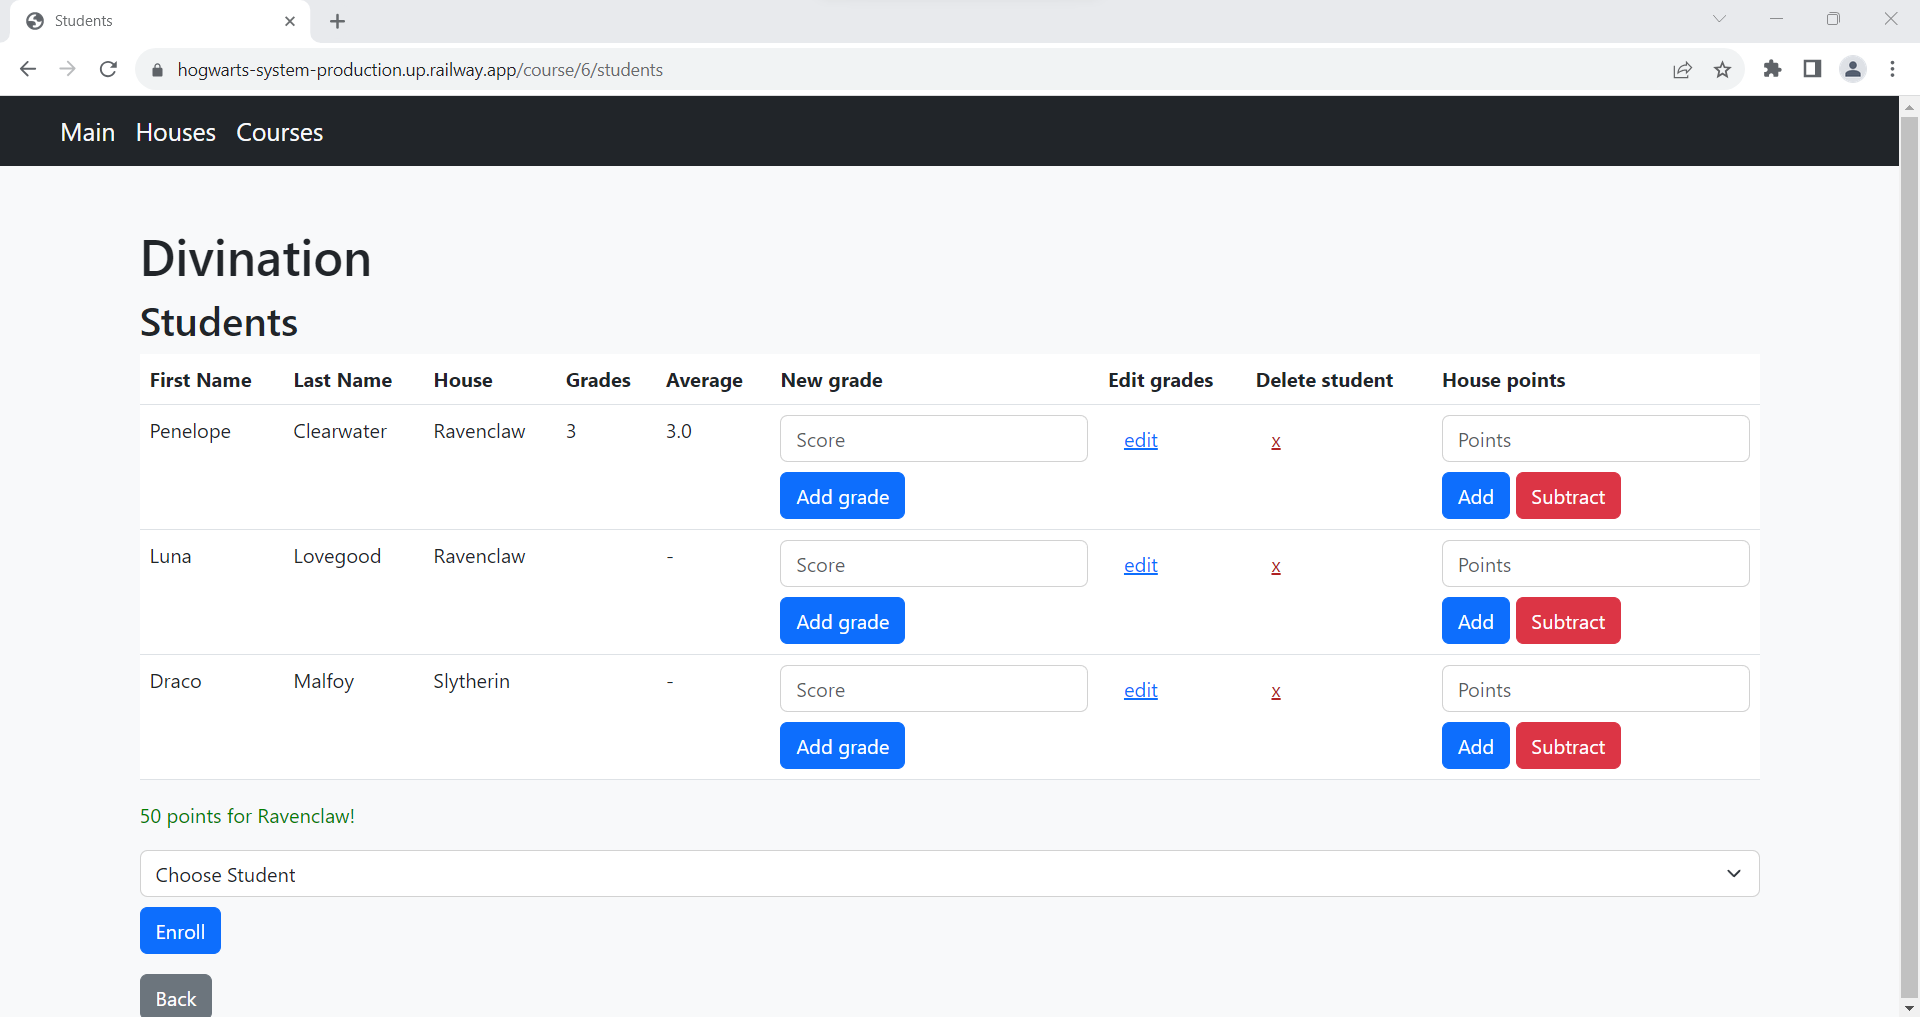 Students
hogwarts-system-production.up.railway.app/course/6/students
Main Houses Courses
Divination
Students
First Name Last Name House Grades Average New grade Edit grades Delete student House points
Penelope Clearwater Ravenclaw 3 3.0 Score edit x Points
Add grade Add Subtract
Luna Lovegood Ravenclaw - Score edit x Points
Add grade Add Subtract
Draco Malfoy Slytherin - Score edit x Points
Add grade Add Subtract
50 points for Ravenclaw!
Choose Student
Enroll
Back